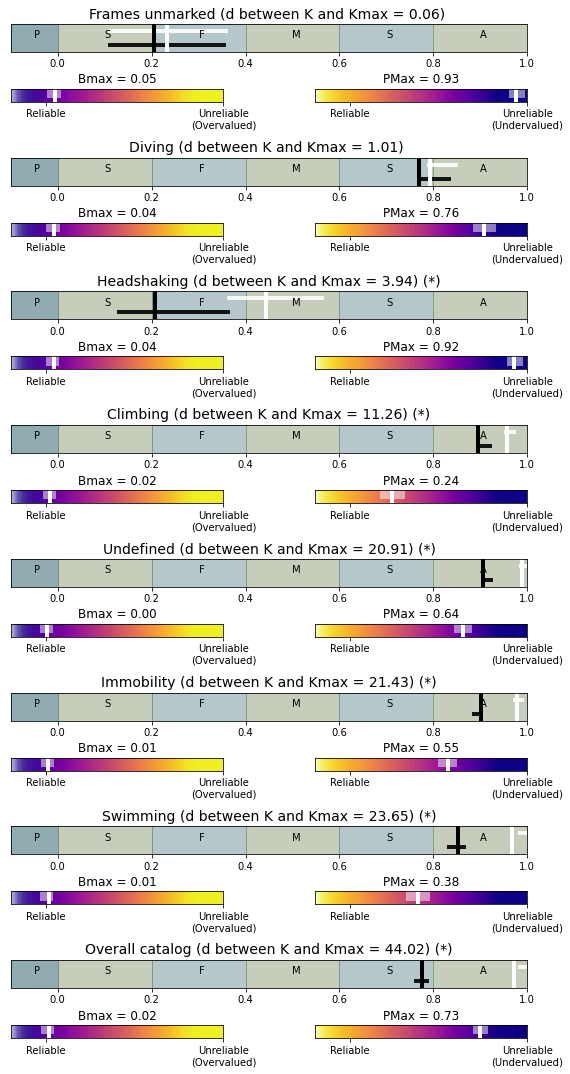 Frames unmarked (d between K and Kmax = 0.06)
P S F M S A
0.0 0.2 0.4 0.6 0.8 1.0
Bmax = 0.05 PMax = 0.93
Reliable Unreliable Reliable Unreliable
(Overvalued) (Undervalued)
Diving (d between K and Kmax = 1.01)
P S F M S A
0.0 0.2 0.4 0.6 0.8 1.0
Bmax = 0.04 PMax = 0.76
Reliable Unreliable Reliable Unreliable
(Overvalued) (Undervalued)
Headshaking (d between K and Kmax = 3.94) (*)
P S F M S A
0.0 0.2 0.4 0.6 0.8 1.0
Bmax = 0.04 PMax = 0.92
Reliable Unreliable Reliable Unreliable
(Overvalued) (Undervalued)
Climbing (d between K and Kmax = 11.26) (*)
P S F M S A
0.0 0.2 0.4 0.6 0.8 1.0
Bmax = 0.02 PMax = 0.24
Reliable Unreliable Reliable Unreliable
(Overvalued) (Undervalued)
Undefined (d between K and Kmax = 20.91) (*)
P S F M S A
0.0 0.2 0.4 0.6 0.8 1.0
Bmax = 0.00 PMax = 0.64
Reliable Unreliable Reliable Unreliable
(Overvalued) (Undervalued)
Immobility (d between K and Kmax = 21.43) (*)
P S F M S A
0.0 0.2 0.4 0.6 0.8 1.0
Bmax = 0.01 PMax = 0.55
Reliable Unreliable Reliable Unreliable
(Overvalued) (Undervalued)
Swimming (d between K and Kmax = 23.65) (*)
P S F M S A
0.0 0.2 0.4 0.6 0.8 1.0
Bmax = 0.01 PMax = 0.38
Reliable Unreliable Reliable Unreliable
(Overvalued) (Undervalued)
Overall catalog (d between K and Kmax = 44.02) (*)
P S F M S A
0.0 0.2 0.4 0.6 0.8 1.0
Bmax = 0.02 PMax = 0.73
Reliable Unreliable Reliable Unreliable
(Overvalued) (Undervalued)